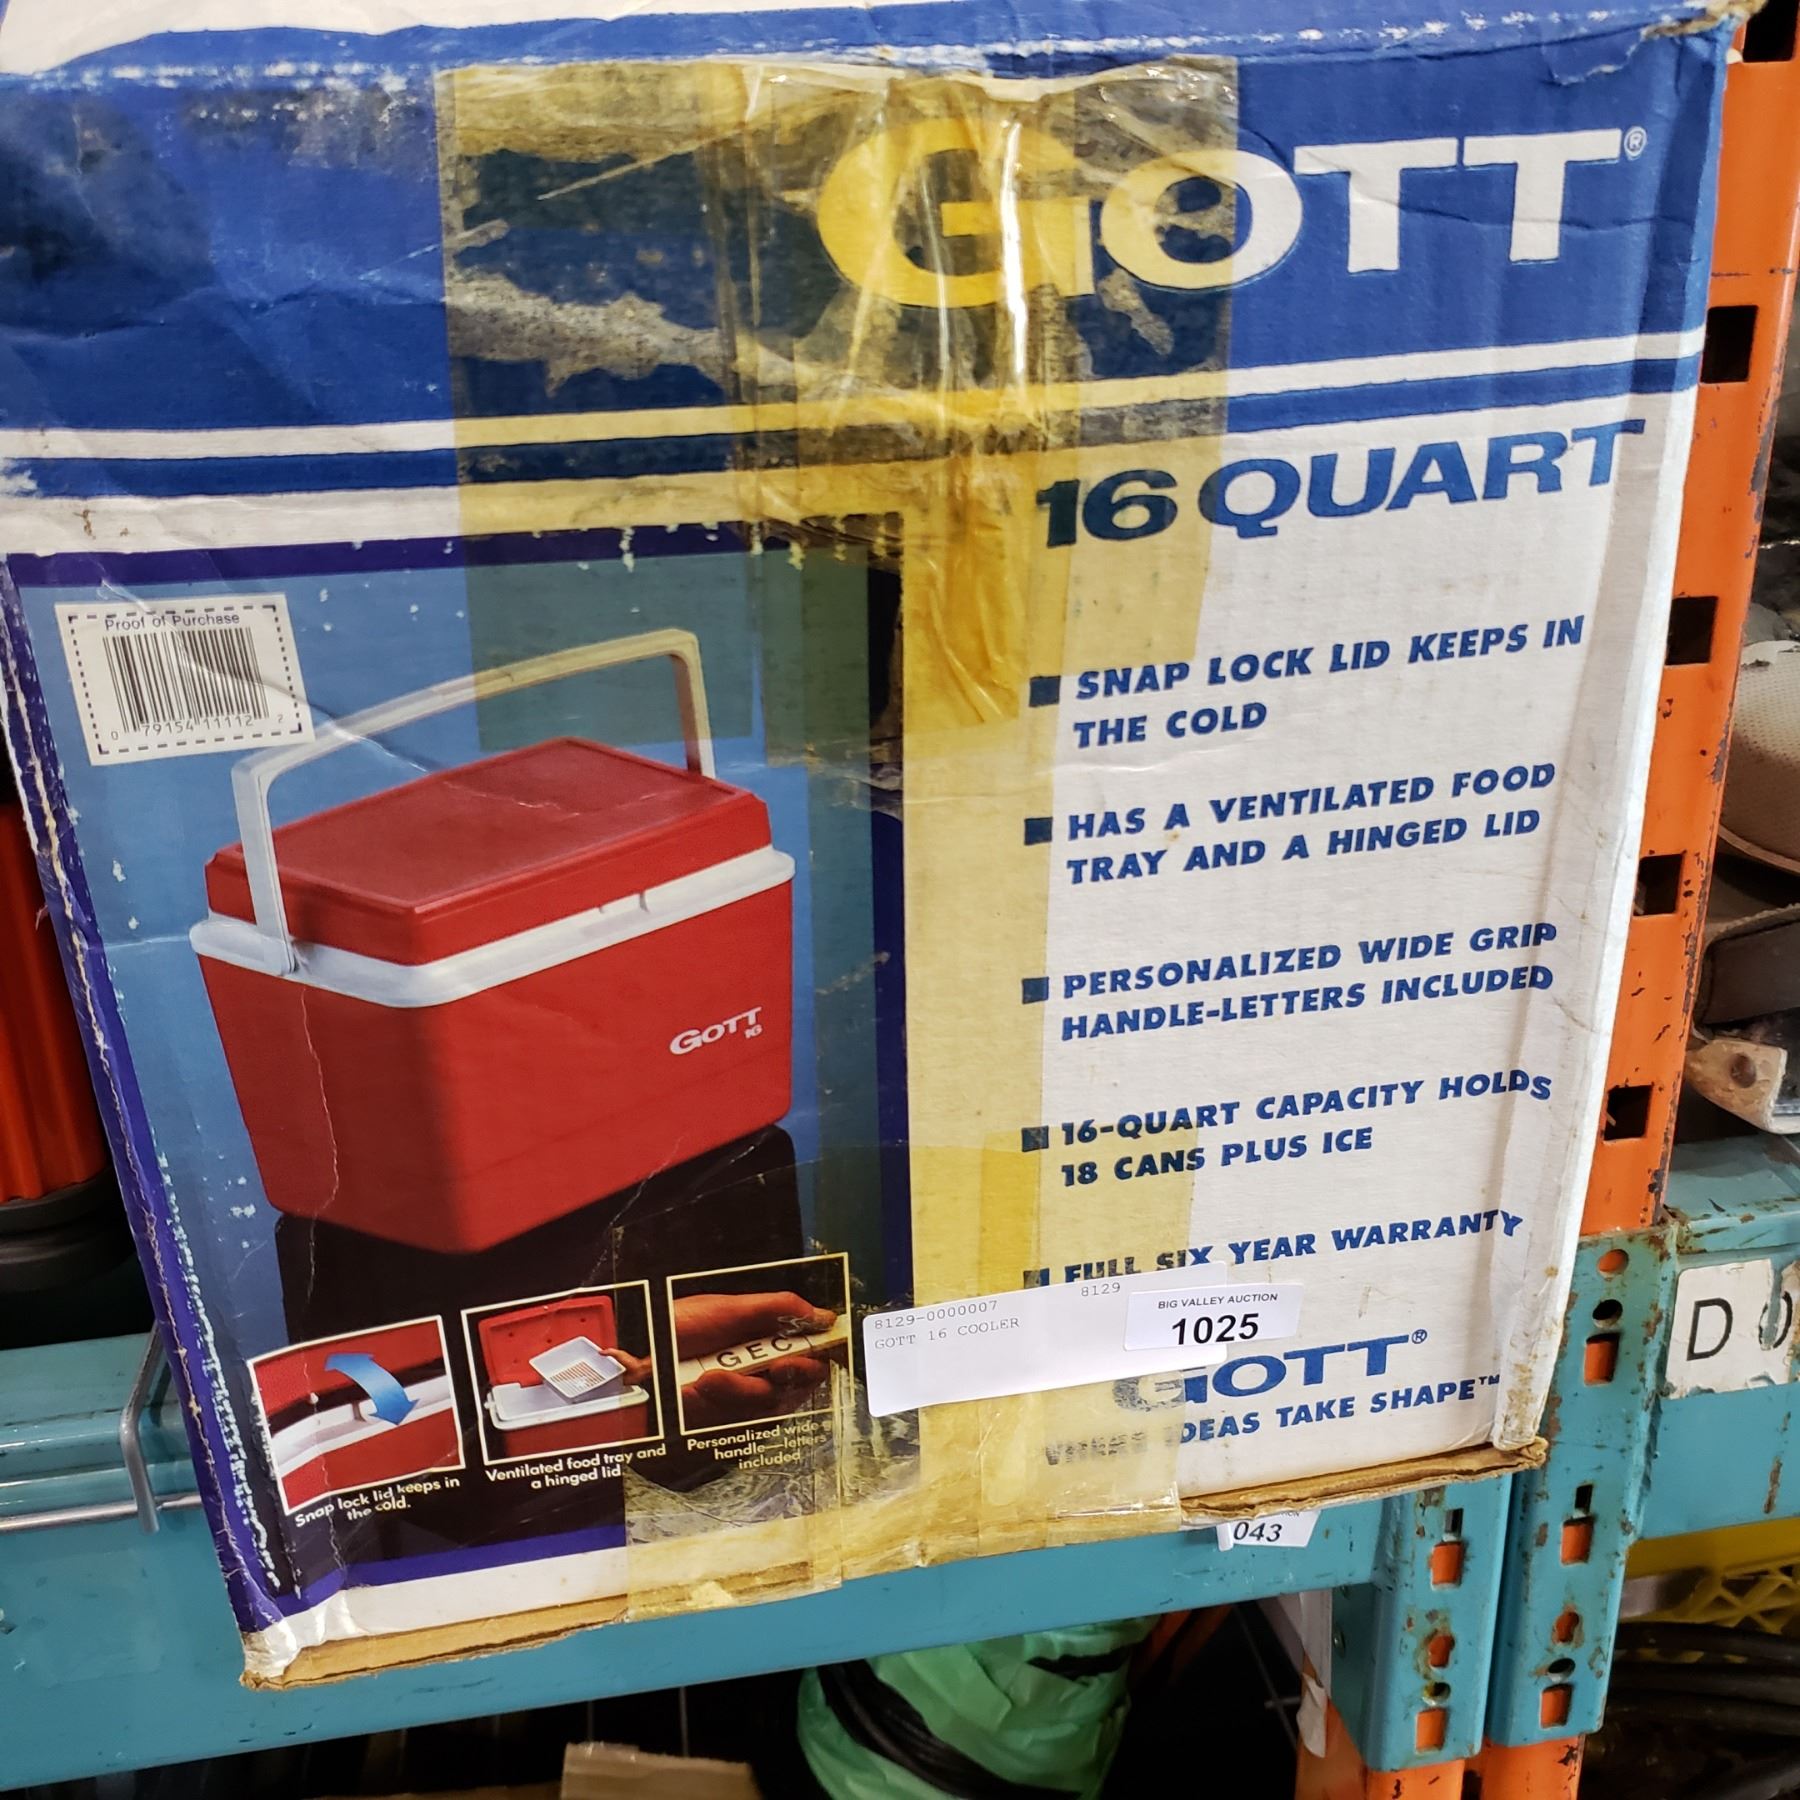 GOTT®
16 QUART
Proof of Purchase
0 79154 11112 2
SNAP LOCK LID KEEPS IN
THE COLD
HAS A VENTILATED FOOD
TRAY AND A HINGED LID
PERSONALIZED WIDE GRIP
HANDLE-LETTERS INCLUDED
16-QUART CAPACITY HOLDS
18 CANS PLUS ICE
FULL SIX YEAR WARRANTY
GOTT
16
GEC
Snap lock lid keeps in
the cold.
Ventilated food tray and
a hinged lid
Personalized wide
handle—letters
included
8129-0000007 8129
GOTT 16 COOLER
BIG VALLEY AUCTION
1025
GOTT®
IDEAS TAKE SHAPE™
043
D